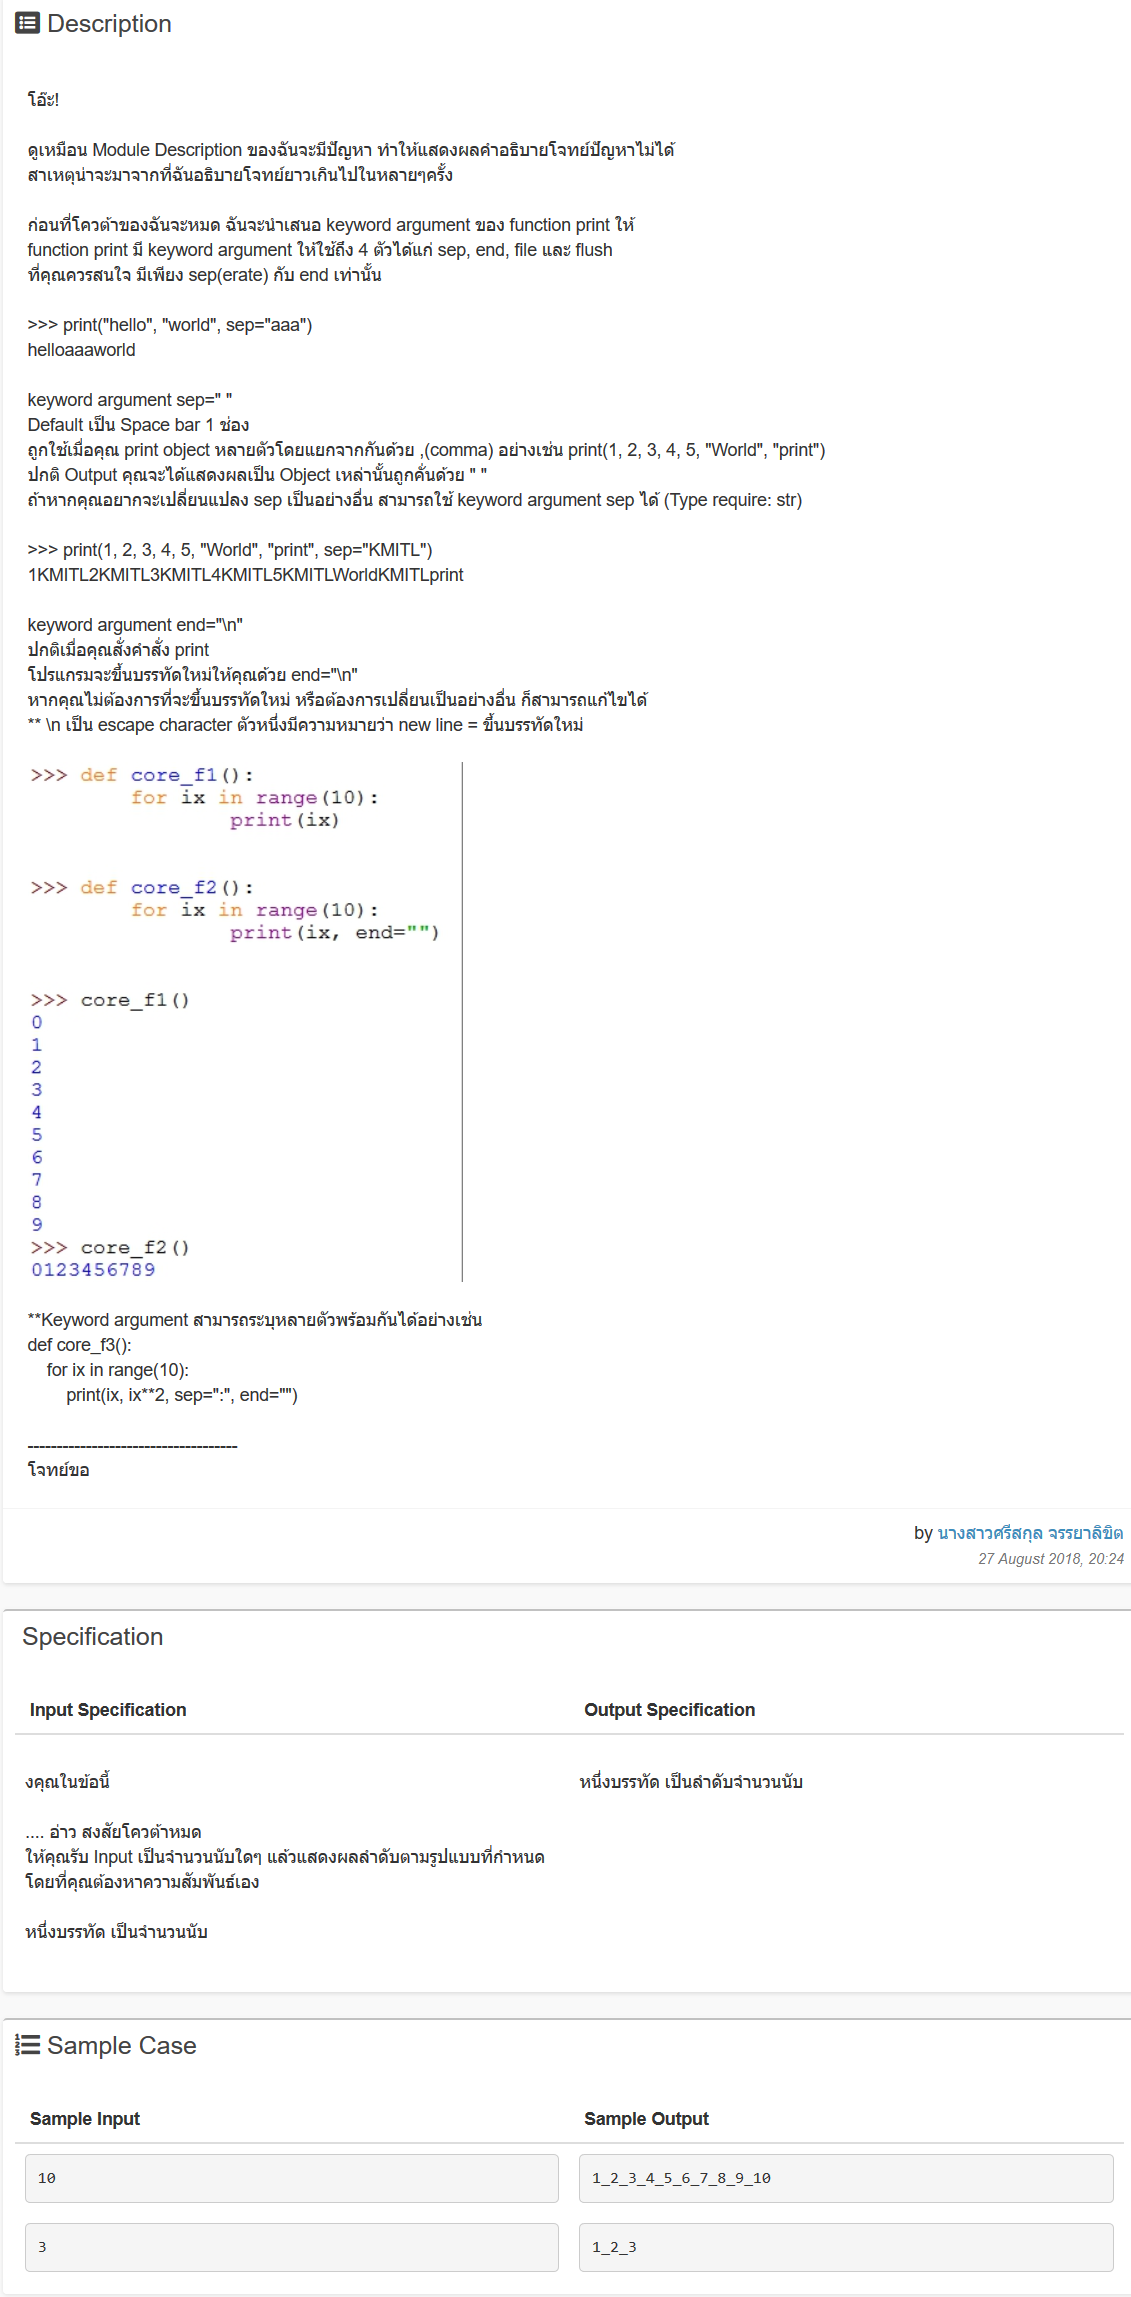 Description
โอ๊ะ!
ดูเหมือน Module Description ของฉันจะมีปัญหา ทำให้แสดงผลคำอธิบายโจทย์ปัญหาไม่ได้
สาเหตุน่าจะมาจากที่ฉันอธิบายโจทย์ยาวเกินไปในหลายๆครั้ง
ก่อนที่โควต้าของฉันจะหมด ฉันจะนำเสนอ keyword argument ของ function print ให้
function print มี keyword argument ให้ใช้ถึง 4 ตัวได้แก่ sep, end, file และ flush
ที่คุณควรสนใจ มีเพียง sep(erate) กับ end เท่านั้น
>>> print("hello", "world", sep="aaa")
helloaaaworld
keyword argument sep=" "
Default เป็น Space bar 1 ช่อง
ถูกใช้เมื่อคุณ print object หลายตัวโดยแยกจากกันด้วย ,(comma) อย่างเช่น print(1, 2, 3, 4, 5, "World", "print")
ปกติ Output คุณจะได้แสดงผลเป็น Object เหล่านั้นถูกคั่นด้วย " "
ถ้าหากคุณอยากจะเปลี่ยนแปลง sep เป็นอย่างอื่น สามารถใช้ keyword argument sep ได้ (Type require: str)
>>> print(1, 2, 3, 4, 5, "World", "print", sep="KMITL")
1KMITL2KMITL3KMITL4KMITL5KMITLWorldKMITLprint
keyword argument end="\n"
ปกติเมื่อคุณสั่งคำสั่ง print
โปรแกรมจะขึ้นบรรทัดใหม่ให้คุณด้วย end="\n"
หากคุณไม่ต้องการที่จะขึ้นบรรทัดใหม่ หรือต้องการเปลี่ยนเป็นอย่างอื่น ก็สามารถแก้ไขได้
** \n เป็น escape character ตัวหนึ่งมีความหมายว่า new line = ขึ้นบรรทัดใหม่
>>> def core_f1():
for ix in range(10):
print(ix)
>>> def core_f2():
for ix in range(10):
print(ix, end="")
>>> core_f1()
0
1
2
3
4
5
6
7
8
9
>>> core_f2()
0123456789
**Keyword argument สามารถระบุหลายตัวพร้อมกันได้อย่างเช่น
def core_f3():
for ix in range(10):
print(ix, ix**2, sep=":", end="")
------------------------------------
โจทย์ขอ
by นางสาวศรีสกุล จรรยาลิขิต
27 August 2018, 20:24
Specification
Input Specification
Output Specification
งคุณในข้อนี้
หนึ่งบรรทัด เป็นลำดับจำนวนนับ
.... อ่าว สงสัยโควต้าหมด
ให้คุณรับ Input เป็นจำนวนนับใดๆ แล้วแสดงผลลำดับตามรูปแบบที่กำหนด
โดยที่คุณต้องหาความสัมพันธ์เอง
หนึ่งบรรทัด เป็นจำนวนนับ
Sample Case
Sample Input
Sample Output
10
1_2_3_4_5_6_7_8_9_10
3
1_2_3